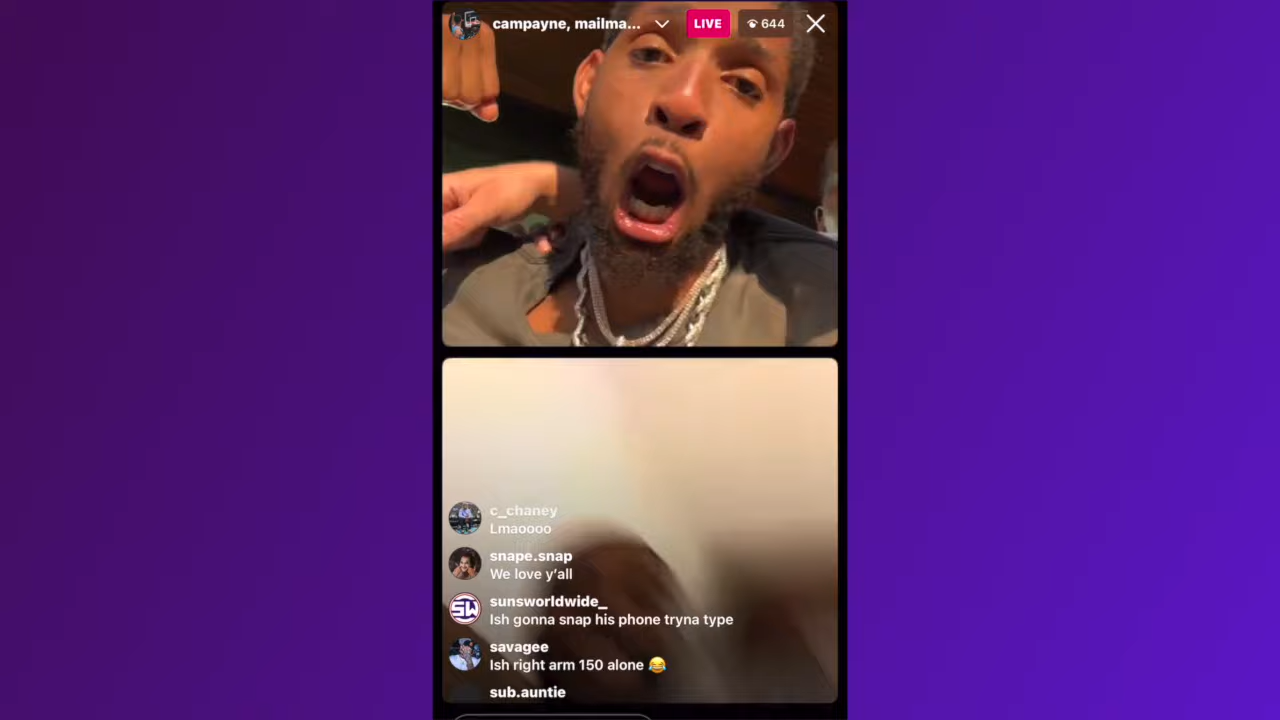 campayne, mailma...
LIVE
644
c_chaney
Lmaoooo
snape.snap
We love y'all
SW
sunsworldwide_
Ish gonna snap his phone tryna type
savagee
Ish right arm 150 alone 😂
sub.auntie